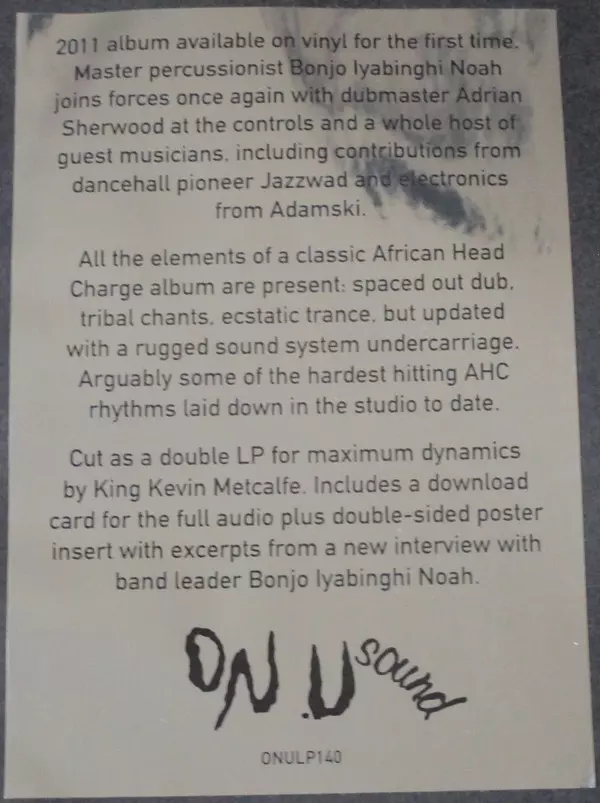 2011 album available on vinyl for the first time.
Master percussionist Bonjo Iyabinghi Noah
joins forces once again with dubmaster Adrian
Sherwood at the controls and a whole host of
guest musicians, including contributions from
dancehall pioneer Jazzwad and electronics
from Adamski.
All the elements of a classic African Head
Charge album are present: spaced out dub,
tribal chants, ecstatic trance, but updated
with a rugged sound system undercarriage.
Arguably some of the hardest hitting AHC
rhythms laid down in the studio to date.
Cut as a double LP for maximum dynamics
by King Kevin Metcalfe. Includes a download
card for the full audio plus double-sided poster
insert with excerpts from a new interview with
band leader Bonjo Iyabinghi Noah.
ON.U sound
ONULP140